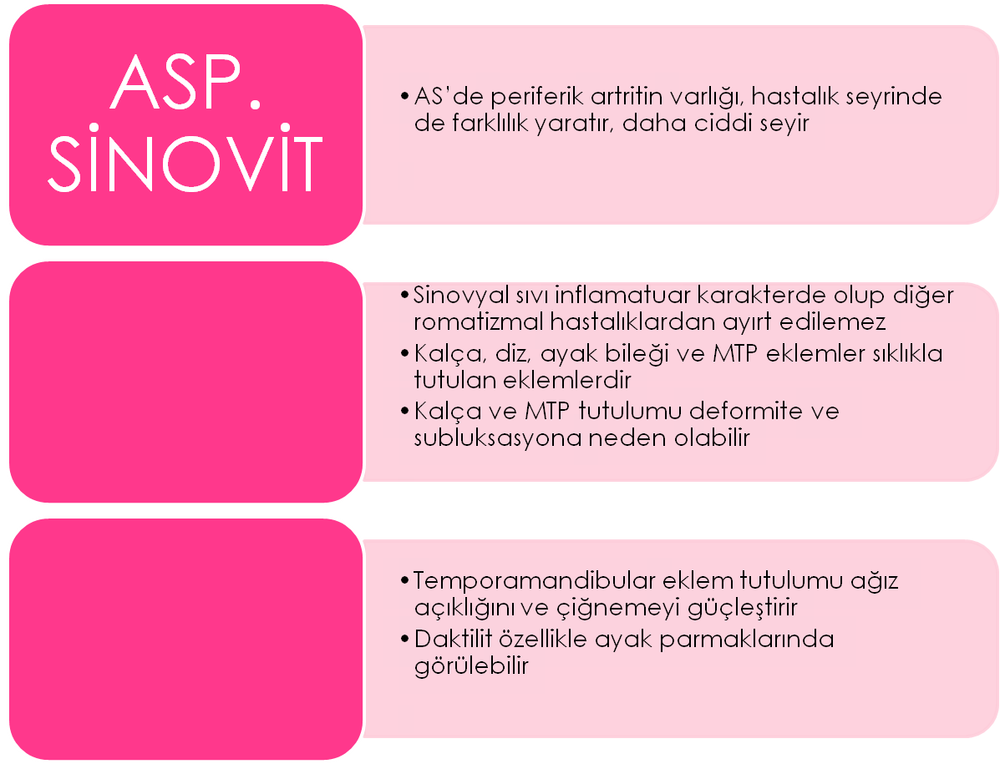 ASP.
SİNOVİT
•AS’de periferik artritin varlığı, hastalık seyrinde
de farklılık yaratır, daha ciddi seyir
•Sinovyal sıvı inflamatuar karakterde olup diğer
romatizmal hastalıklardan ayırt edilemez
•Kalça, diz, ayak bileği ve MTP eklemler sıklıkla
tutulan eklemlerdir
•Kalça ve MTP tutulumu deformite ve
subluksasyona neden olabilir
•Temporamandibular eklem tutulumu ağız
açıklığını ve çiğnemeyi güçleştirir
•Daktilit özellikle ayak parmaklarında
görülebilir